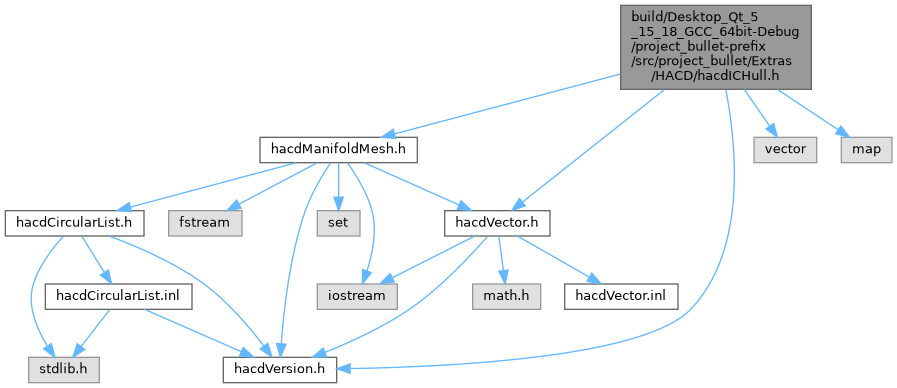 build/Desktop_Qt_5
_15_18_GCC_64bit-Debug
/project_bullet-prefix
/src/project_bullet/Extras
/HACD/hacdICHull.h
hacdManifoldMesh.h
vector
map
hacdCircularList.h
fstream
set
hacdVector.h
hacdCircularList.inl
iostream
math.h
hacdVector.inl
stdlib.h
hacdVersion.h